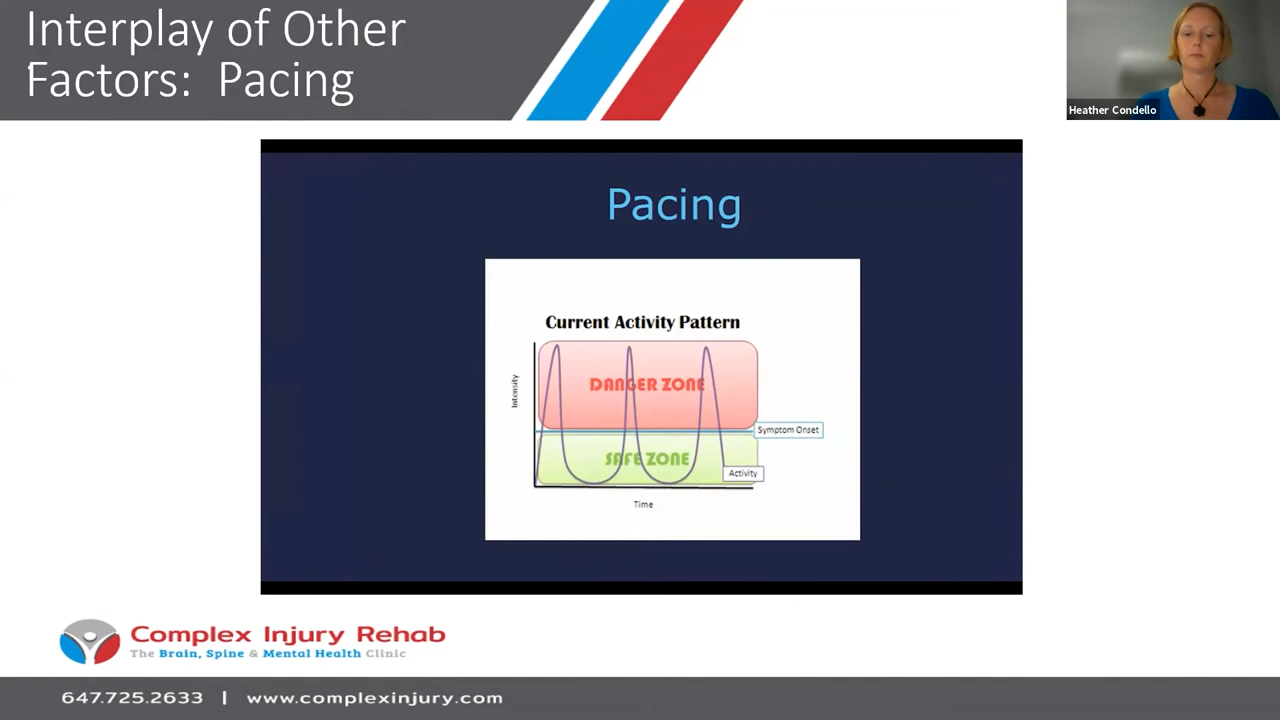 Interplay of Other
Factors: Pacing
Heather Condello
Pacing
Current Activity Pattern
Intensity
DANGER ZONE
Symptom Onset
SAFE ZONE
Activity
Time
Complex Injury Rehab
The Brain, Spine & Mental Health Clinic
647.725.2633 | www.complexinjury.com